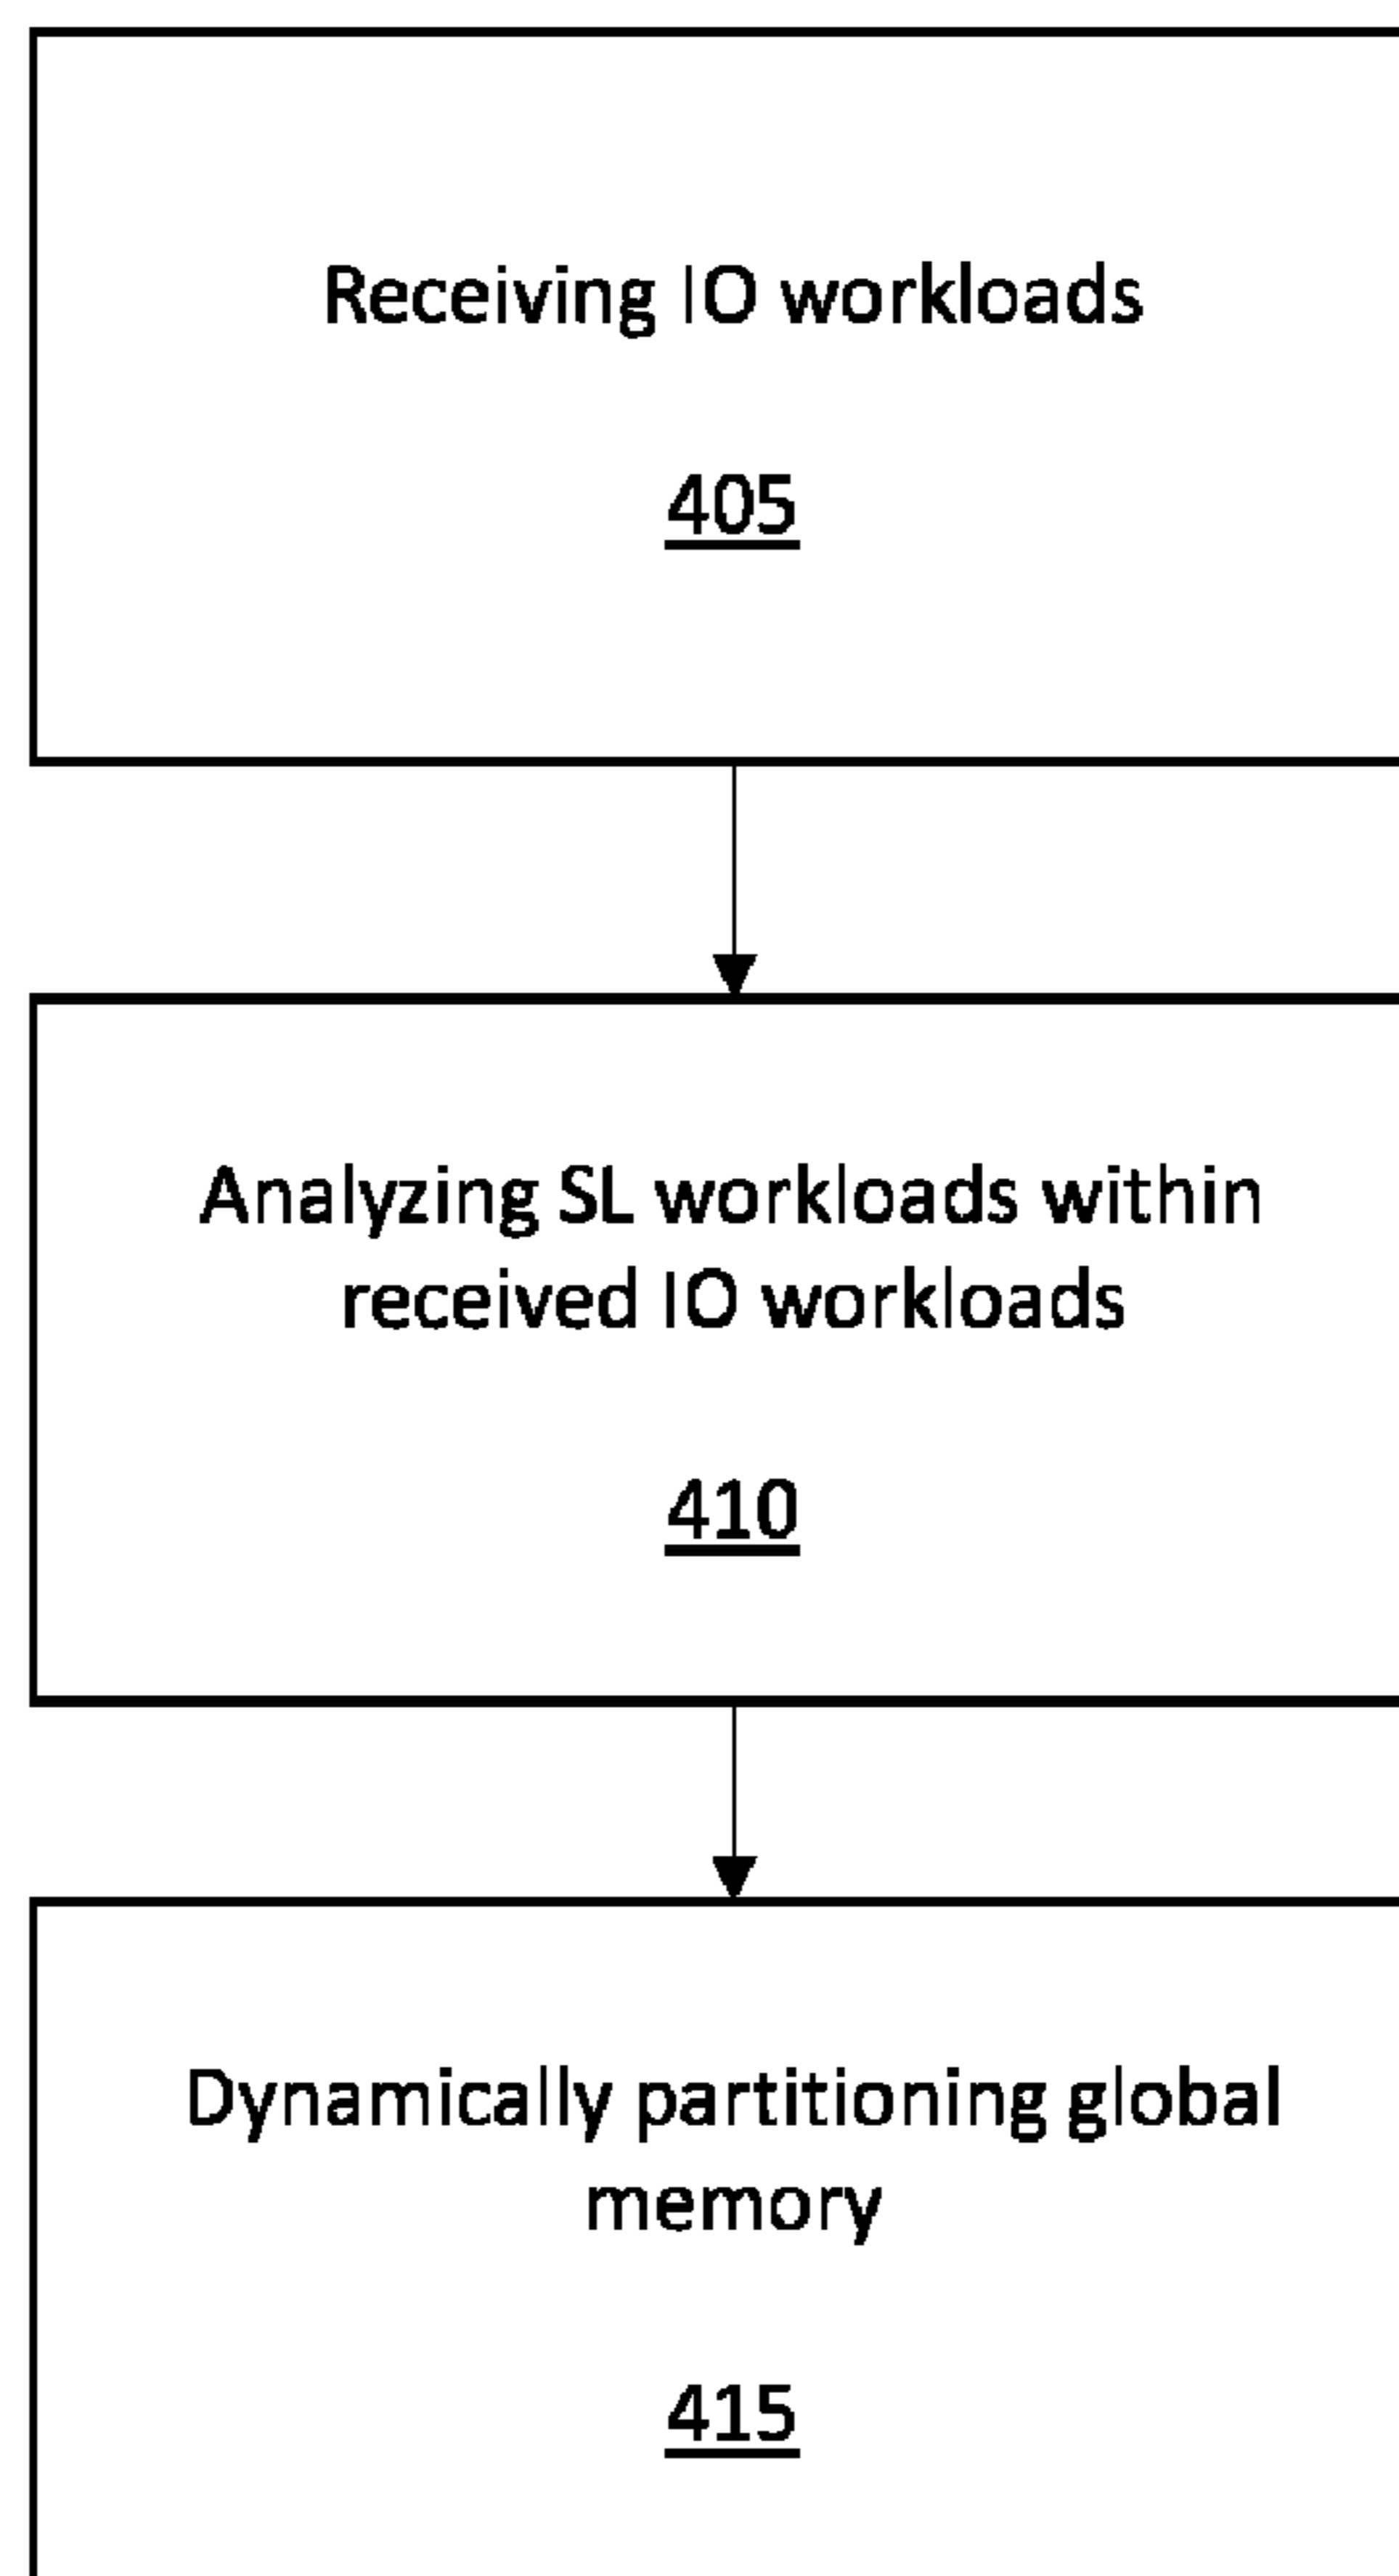 Receiving IO workloads
405
Analyzing SL workloads within
received IO workloads
410
Dynamically partitioning global
memory
415